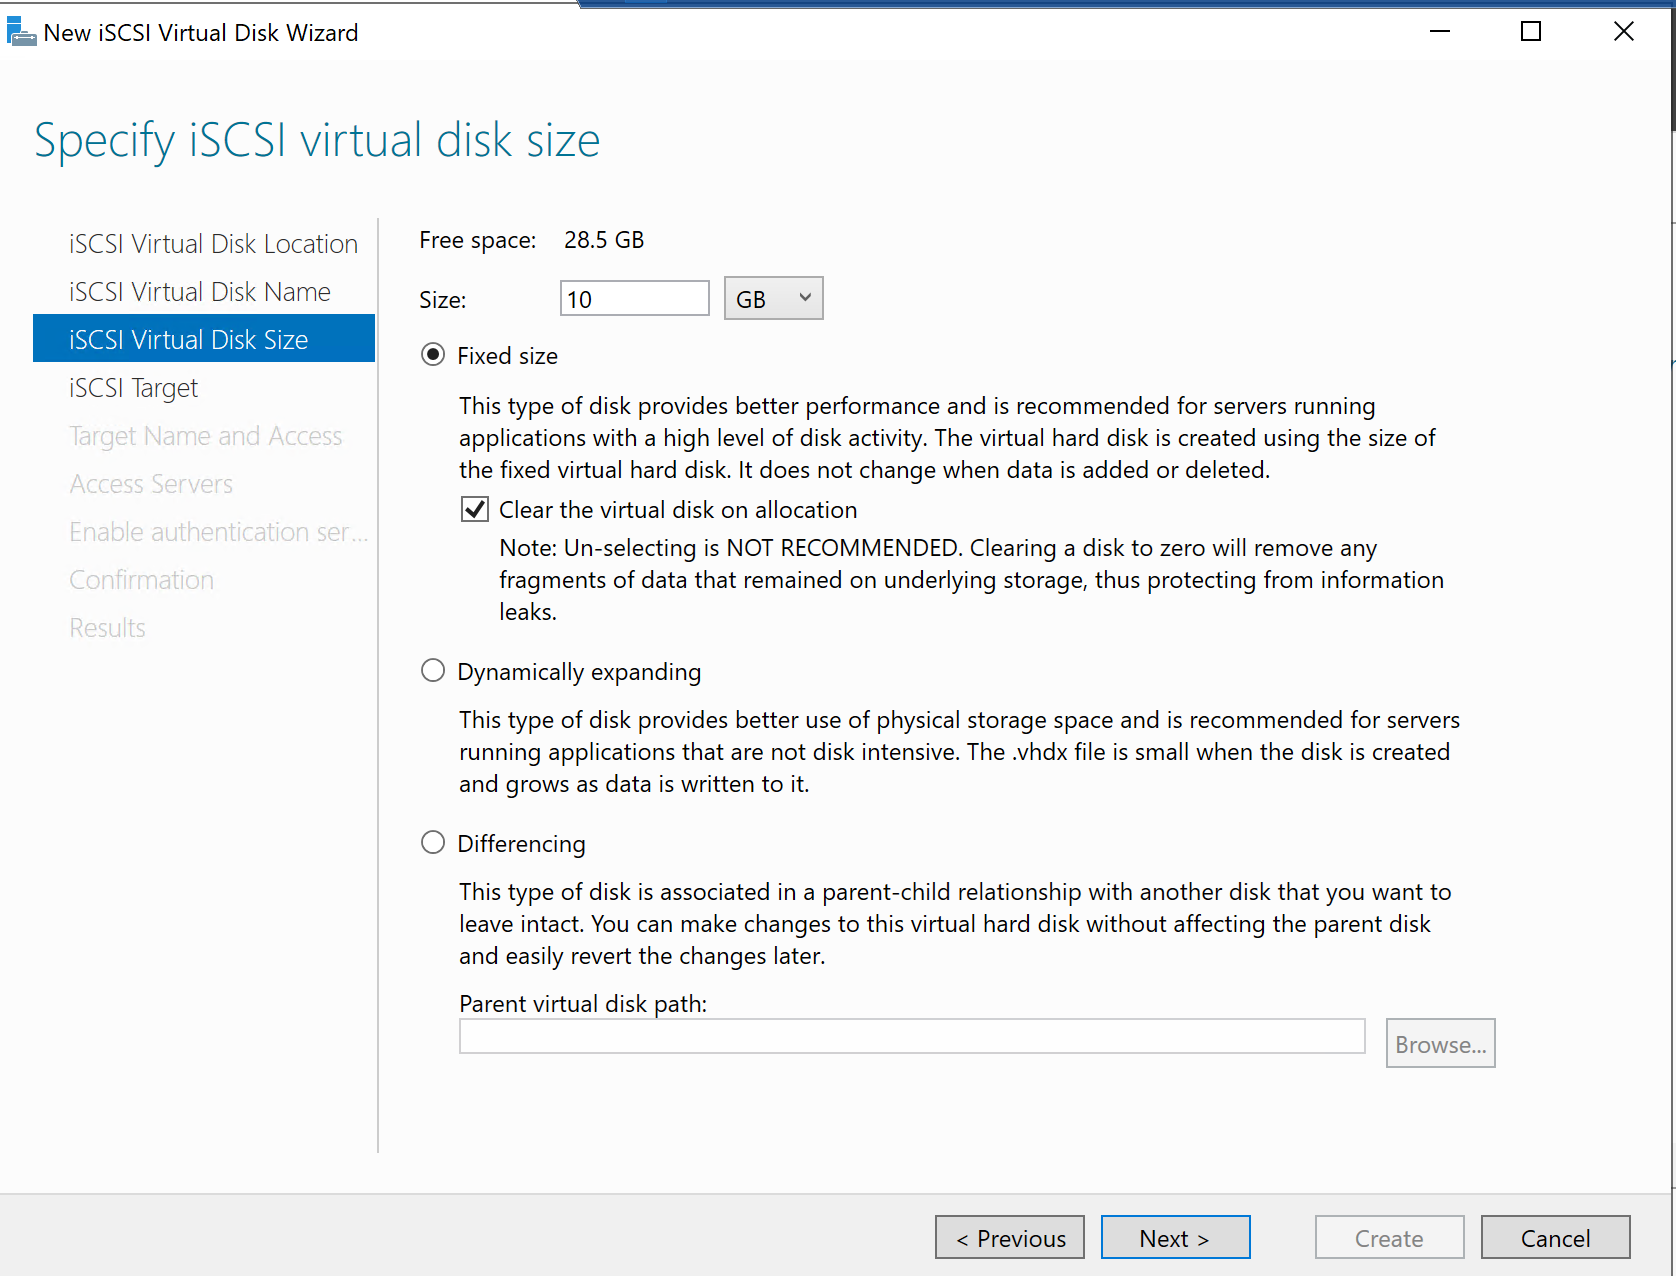 New iSCSI Virtual Disk Wizard
Specify iSCSI virtual disk size
iSCSI Virtual Disk Location
iSCSI Virtual Disk Name
iSCSI Virtual Disk Size
iSCSI Target
Target Name and Access
Access Servers
Enable authentication ser...
Confirmation
Results
Free space: 28.5 GB
Size: 10 GB
Fixed size
This type of disk provides better performance and is recommended for servers running
applications with a high level of disk activity. The virtual hard disk is created using the size of
the fixed virtual hard disk. It does not change when data is added or deleted.
Clear the virtual disk on allocation
Note: Un-selecting is NOT RECOMMENDED. Clearing a disk to zero will remove any
fragments of data that remained on underlying storage, thus protecting from information
leaks.
Dynamically expanding
This type of disk provides better use of physical storage space and is recommended for servers
running applications that are not disk intensive. The .vhdx file is small when the disk is created
and grows as data is written to it.
Differencing
This type of disk is associated in a parent-child relationship with another disk that you want to
leave intact. You can make changes to this virtual hard disk without affecting the parent disk
and easily revert the changes later.
Parent virtual disk path:
Browse...
< Previous Next > Create Cancel